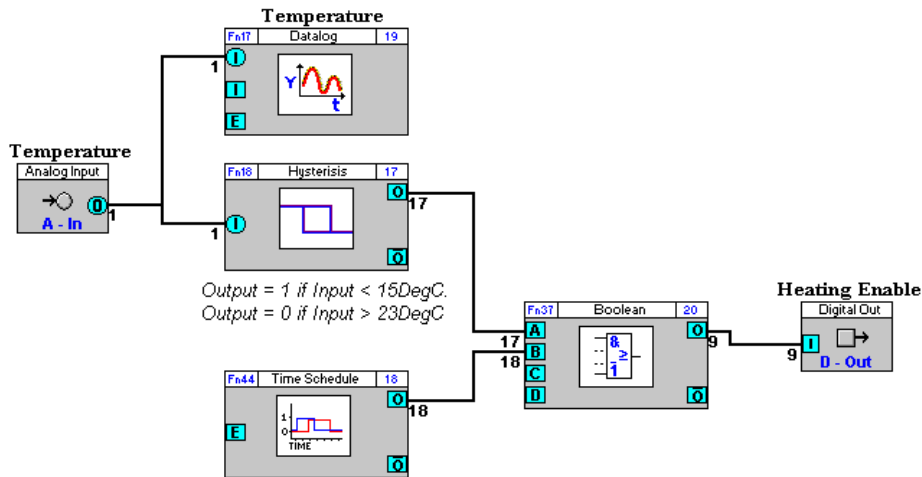 Temperature
Fn17 Datalog 19
I
1
I
E
Y
t
Temperature
Analog Input
O
1
A - In
Fn18 Hysterisis 17
O
17
I
1
O
Output = 1 if Input < 15DegC.
Output = 0 if Input > 23DegC
Fn44 Time Schedule 18
O
18
1
0
E
TIME
O
Fn37 Boolean 20
A
17
B
18
C
D
&
≥
1
O
9
O
Heating Enable
Digital Out
I
9
D - Out